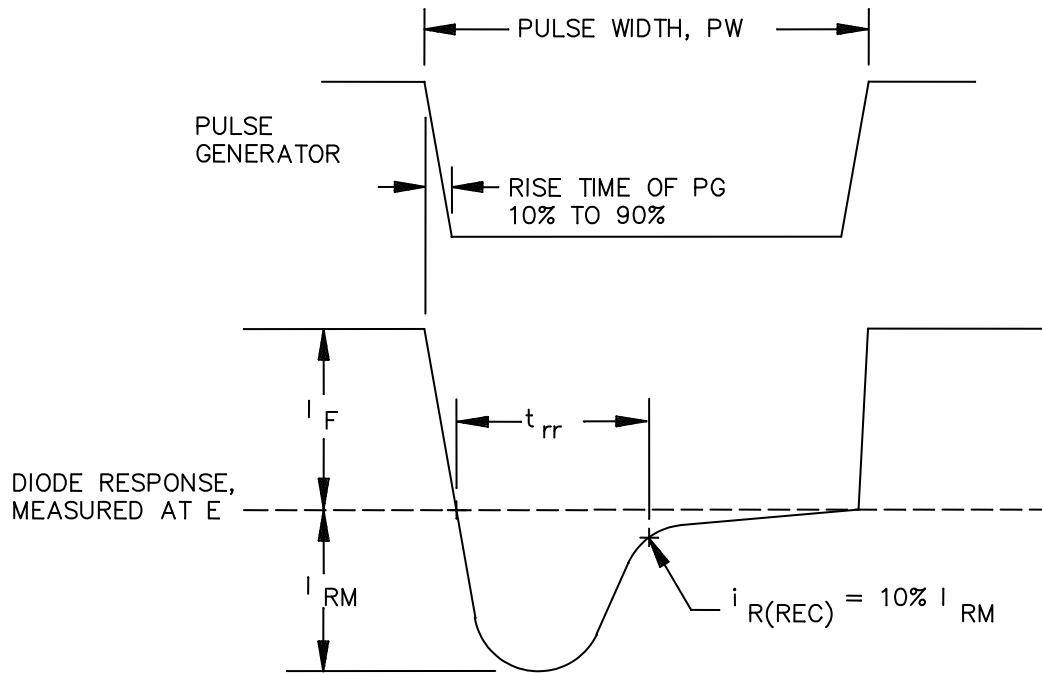 PULSE WIDTH, PW
PULSE
GENERATOR
RISE TIME OF PG
10% TO 90%
I F
t rr
DIODE RESPONSE,
MEASURED AT E
I RM
i R(REC) = 10% I RM